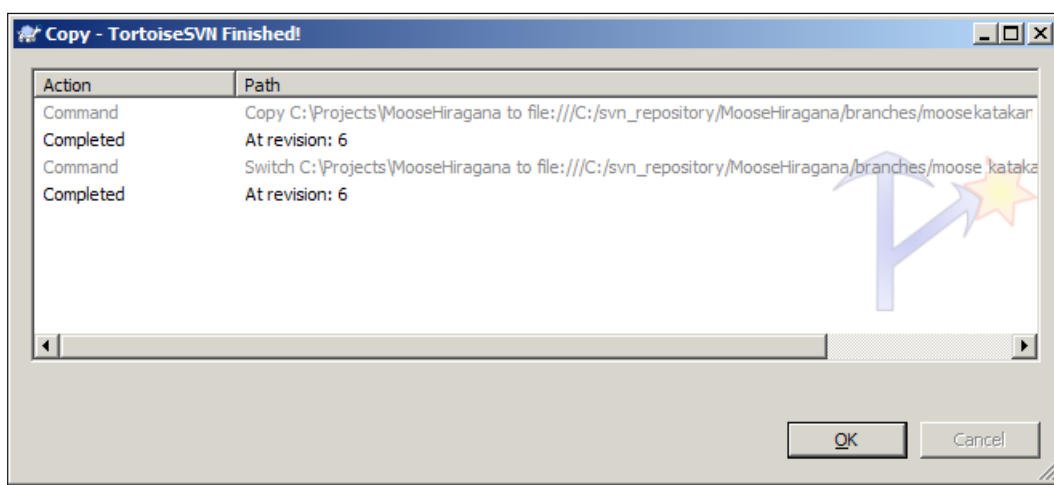 Copy - TortoiseSVN Finished!
Action Path
Command Copy C:\Projects\MooseHiragana to file:///C:/svn_repository/MooseHiragana/branches/moosekatakan
Completed At revision: 6
Command Switch C:\Projects\MooseHiragana to file:///C:/svn_repository/MooseHiragana/branches/moose kataka
Completed At revision: 6
OK Cancel